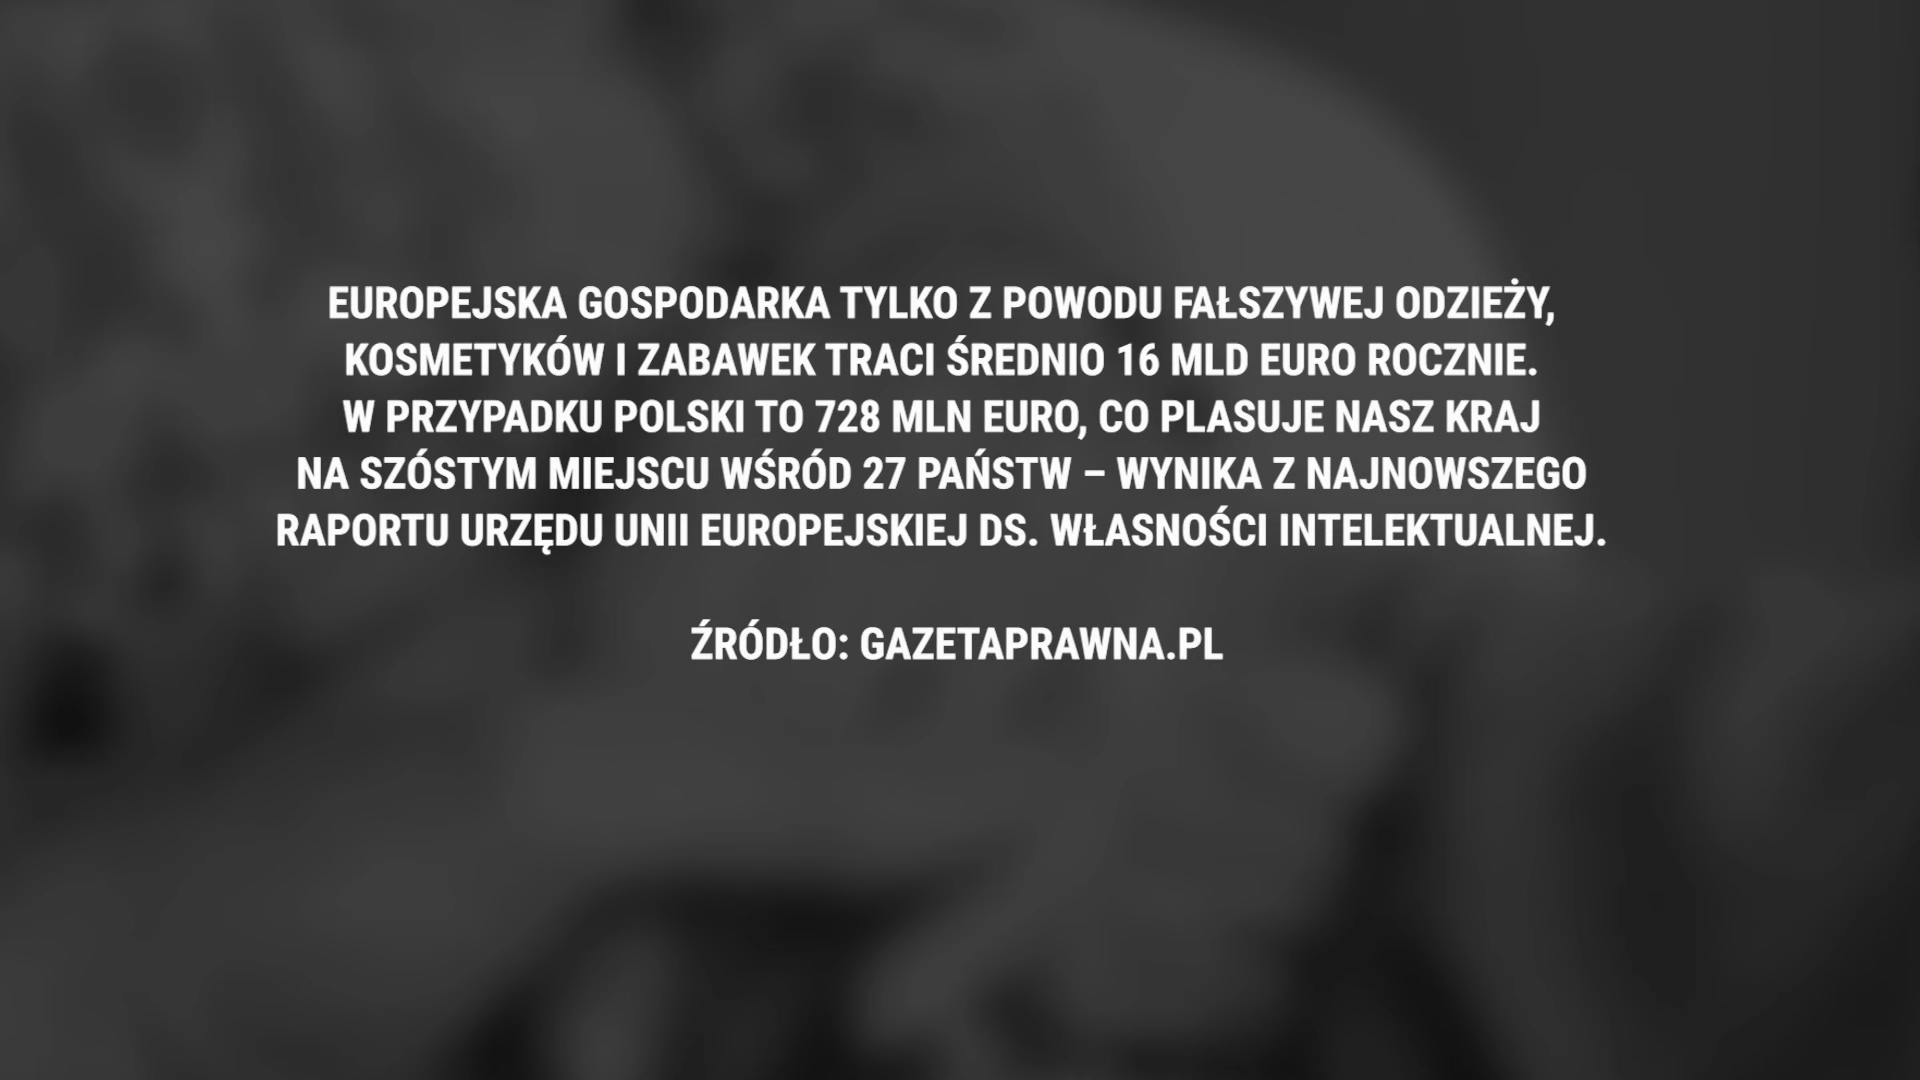 EUROPEJSKA GOSPODARKA TYLKO Z POWODU FAŁSZYWEJ ODZIEŻY,
KOSMETYKÓW I ZABAWEK TRACI ŚREDNIO 16 MLD EURO ROCZNIE.
W PRZYPADKU POLSKI TO 728 MLN EURO, CO PLASUJE NASZ KRAJ
NA SZÓSTYM MIEJSCU WŚRÓD 27 PAŃSTW – WYNIKA Z NAJNOWSZEGO
RAPORTU URZĘDU UNII EUROPEJSKIEJ DS. WŁASNOŚCI INTELEKTUALNEJ.
ŹRÓDŁO: GAZETAPRAWNA.PL